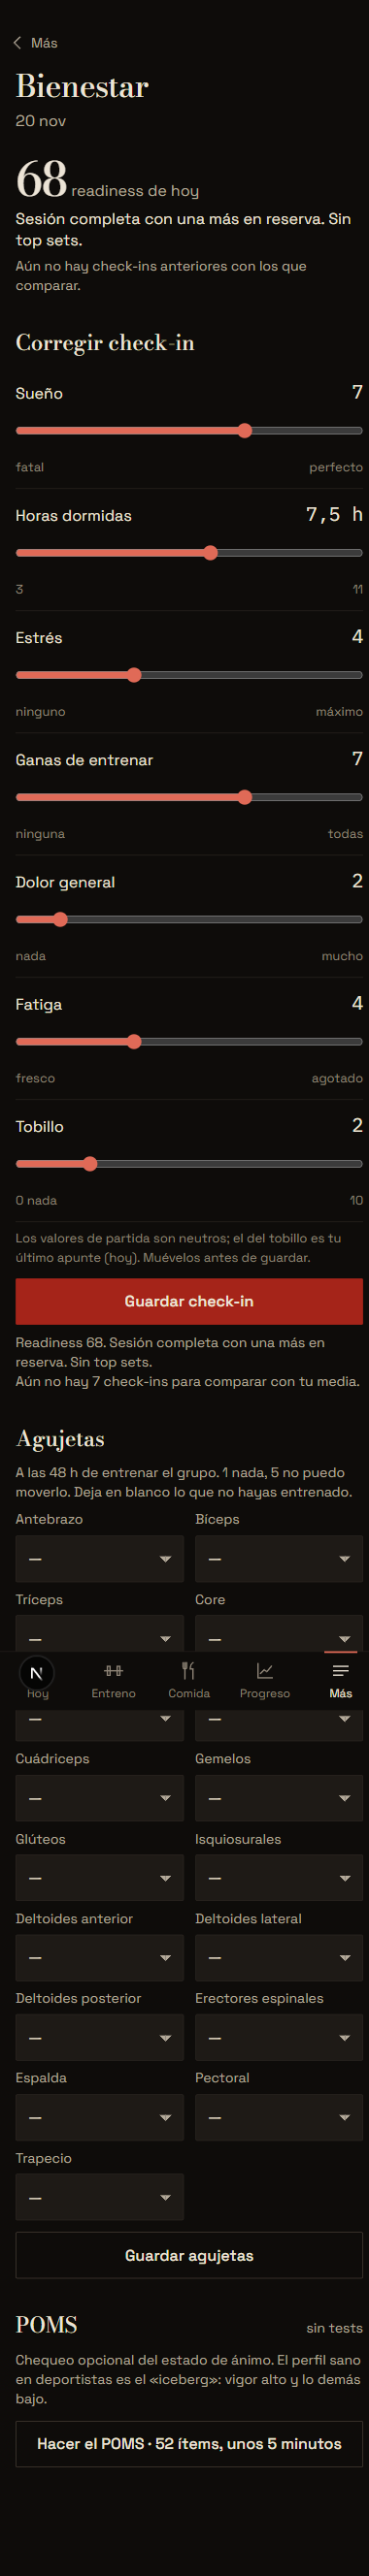 Más
Bienestar
20 nov
68 readiness de hoy
Sesión completa con una más en reserva. Sin
top sets.
Aún no hay check-ins anteriores con los que
comparar.
Corregir check-in
Sueño 7
fatal perfecto
Horas dormidas 7,5 h
3 11
Estrés 4
ninguno máximo
Ganas de entrenar 7
ninguna todas
Dolor general 2
nada mucho
Fatiga 4
fresco agotado
Tobillo 2
0 nada 10
Los valores de partida son neutros; el del tobillo es tu
último apunte (hoy). Muévelos antes de guardar.
Guardar check-in
Readiness 68. Sesión completa con una más en
reserva. Sin top sets.
Aún no hay 7 check-ins para comparar con tu media.
Agujetas
A las 48 h de entrenar el grupo. 1 nada, 5 no puedo
moverlo. Deja en blanco lo que no hayas entrenado.
Antebrazo Bíceps
— —
Tríceps Core
— —
N
Hoy Entreno Comida Progreso Más
— —
Cuádriceps Gemelos
— —
Glúteos Isquiosurales
— —
Deltoides anterior Deltoides lateral
— —
Deltoides posterior Erectores espinales
— —
Espalda Pectoral
— —
Trapecio
—
Guardar agujetas
POMS sin tests
Chequeo opcional del estado de ánimo. El perfil sano
en deportistas es el «iceberg»: vigor alto y lo demás
bajo.
Hacer el POMS · 52 ítems, unos 5 minutos